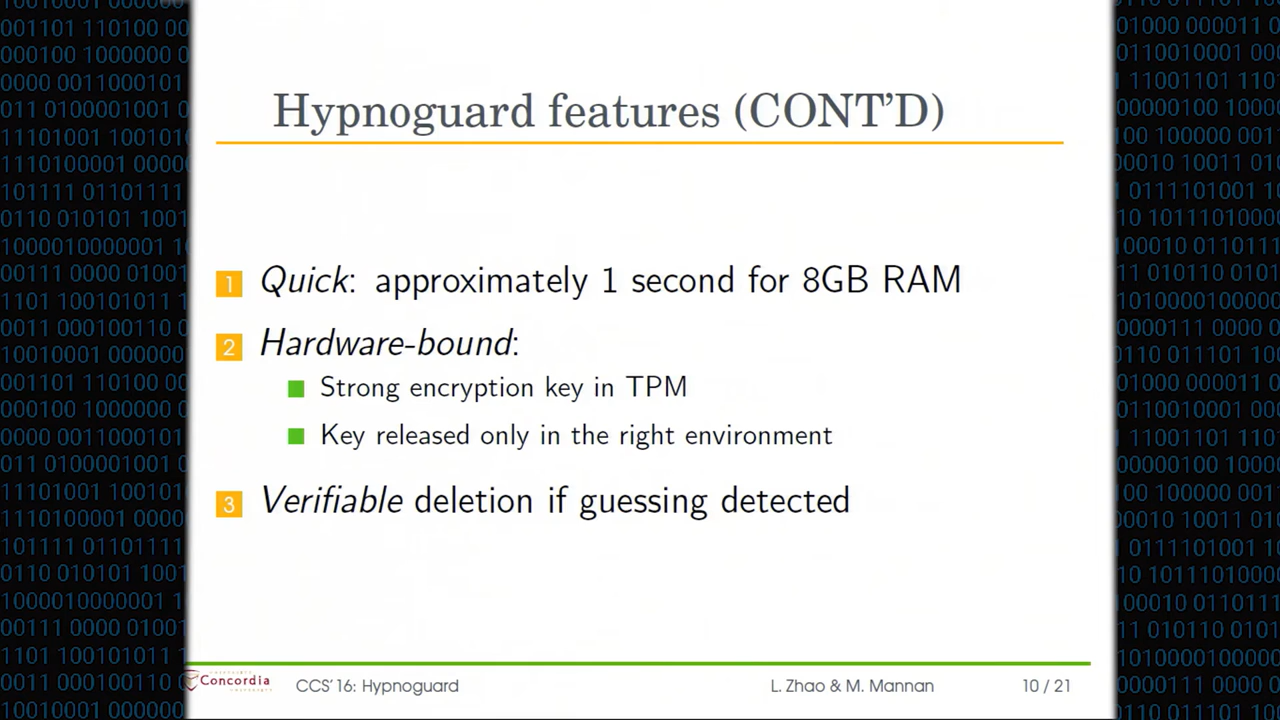 Hypnoguard features (CONT'D)
1 Quick: approximately 1 second for 8GB RAM
2 Hardware-bound:
Strong encryption key in TPM
Key released only in the right environment
3 Verifiable deletion if guessing detected
Concordia
CCS'16: Hypnoguard
L. Zhao & M. Mannan
10 / 21